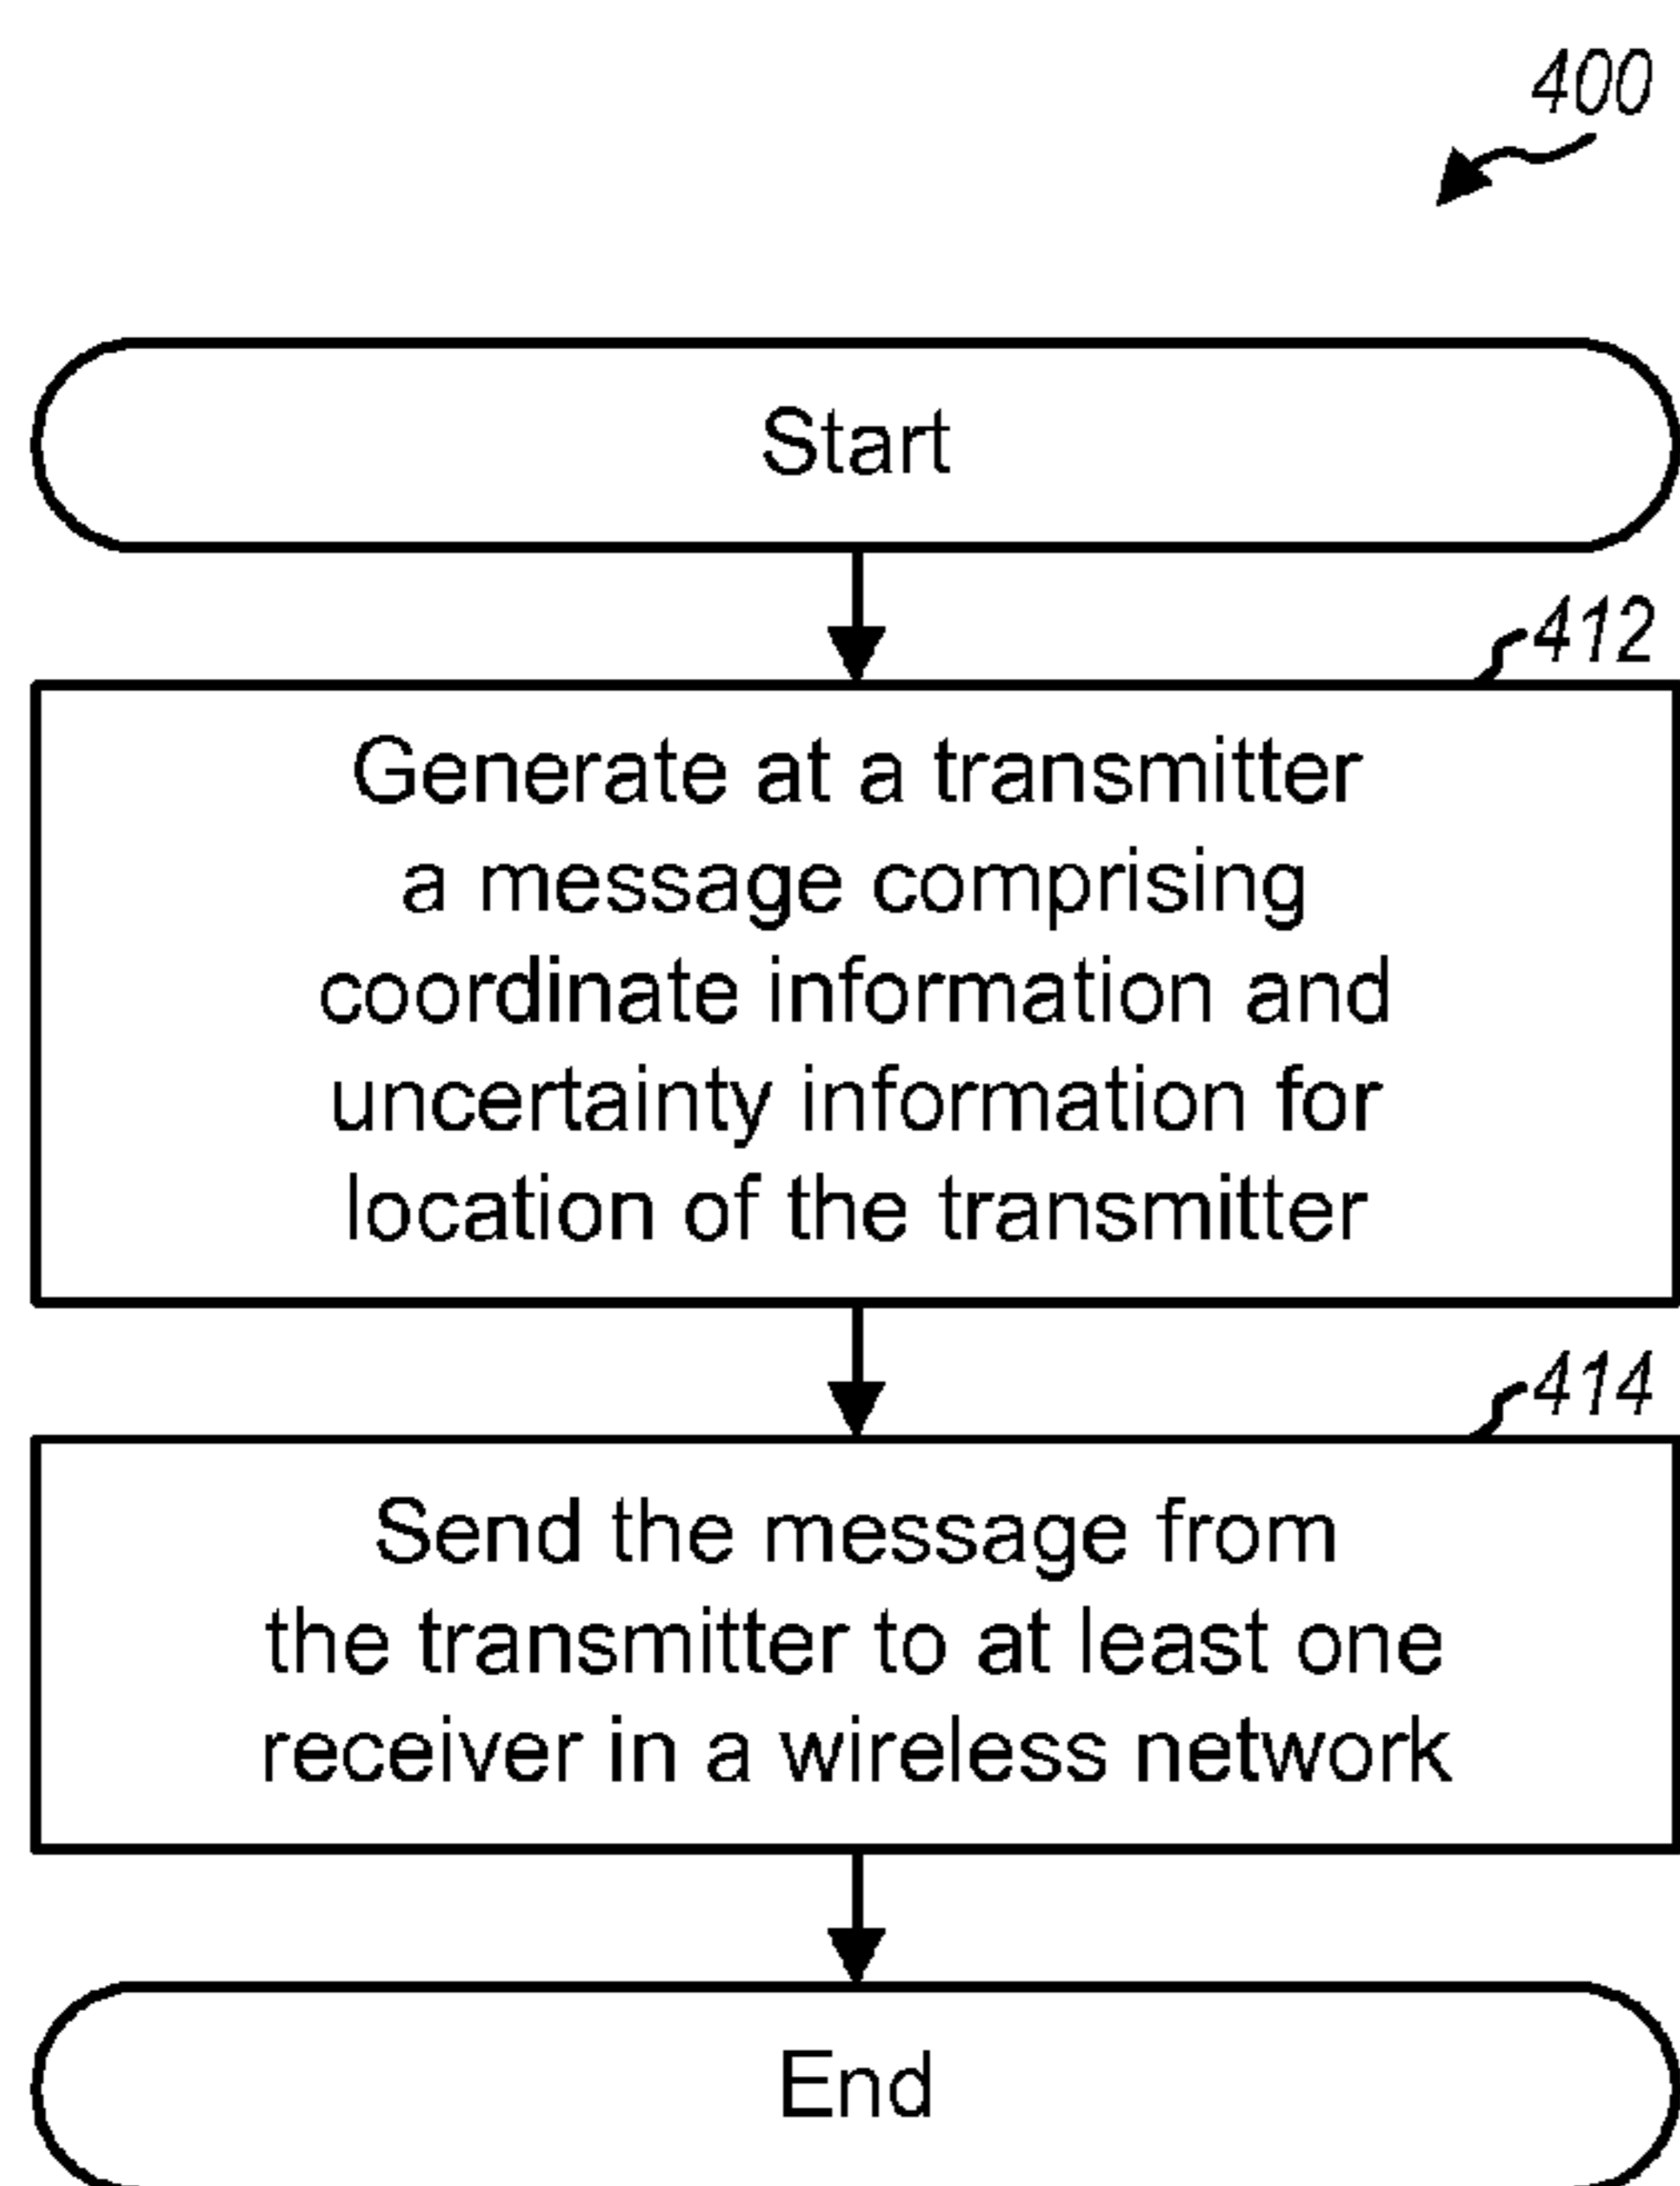 400
Start
412
Generate at a transmitter
a message comprising
coordinate information and
uncertainty information for
location of the transmitter
414
Send the message from
the transmitter to at least one
receiver in a wireless network
End